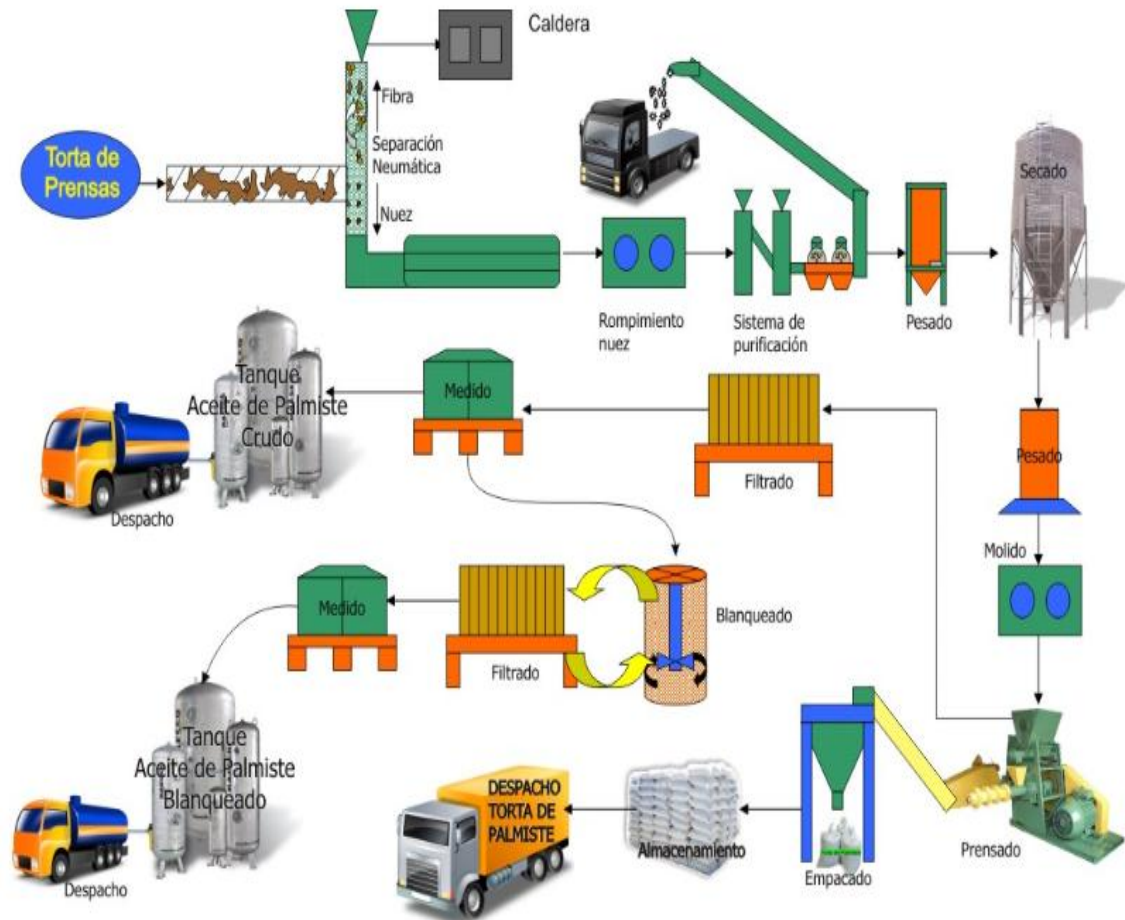 Caldera
Fibra
Torta de
Prensas
Separación
Neumática
Nuez
Secado
Rompimiento
nuez
Sistema de
purificación
Pesado
Tanque
Aceite de Palmiste
Crudo
Medido
Filtrado
Pesado
Despacho
Molido
Medido
Filtrado
Blanqueado
Tanque
Aceite de Palmiste
Blanqueado
Despacho
DESPACHO
TORTA DE
PALMISTE
Almacenamiento
Empacado
Prensado